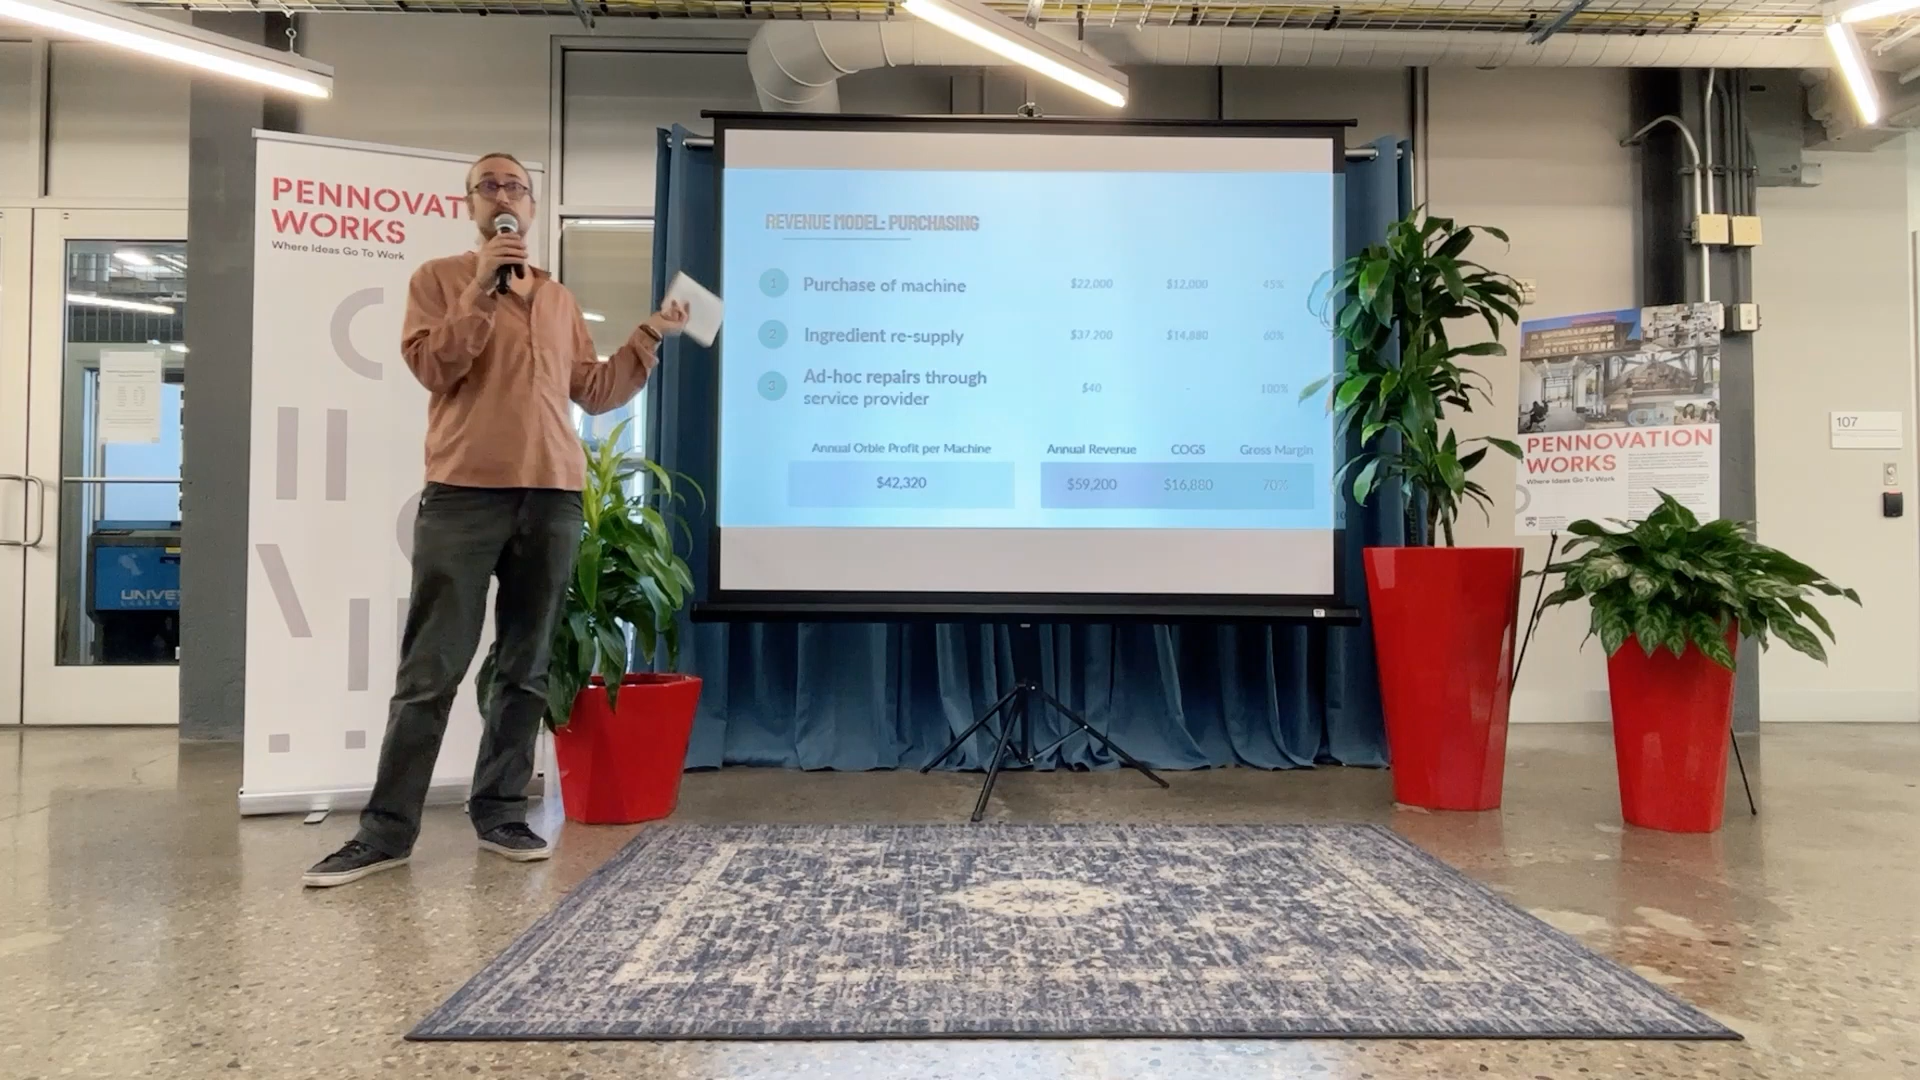 PENNOVAT
WORKS
Where Ideas Go To Work
REVENUE MODEL: PURCHASING
1 Purchase of machine $22,000 $12,000 45%
2 Ingredient re-supply $37,200 $14,880 60%
3 Ad-hoc repairs through
service provider $40 - 100%
Annual Orble Profit per Machine Annual Revenue COGS Gross Margin
$42,320 $59,200 $16,880 70%
10
PENNOVATION
WORKS
Where Ideas Go To Work
107
UNIVE